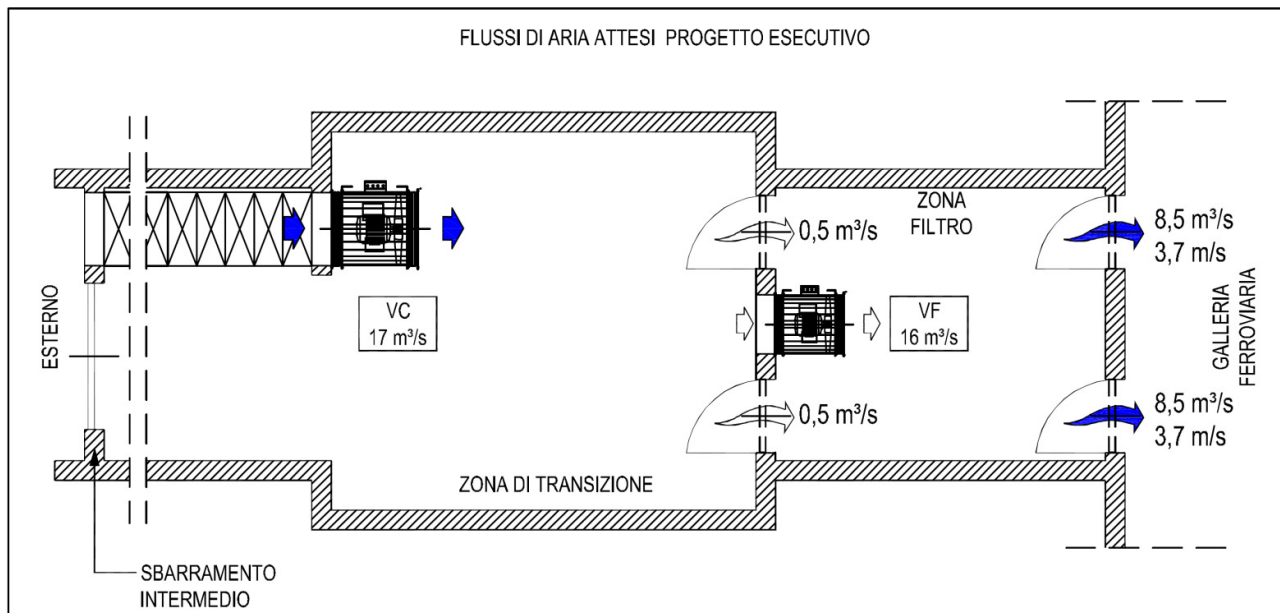 FLUSSI DI ARIA ATTESI PROGETTO ESECUTIVO
ZONA
FILTRO
0,5 m³/s
8,5 m³/s
3,7 m/s
VC
17 m³/s
VF
16 m³/s
ESTERNO
GALLERIA
FERROVIARIA
0,5 m³/s
8,5 m³/s
3,7 m/s
ZONA DI TRANSIZIONE
SBARRAMENTO
INTERMEDIO